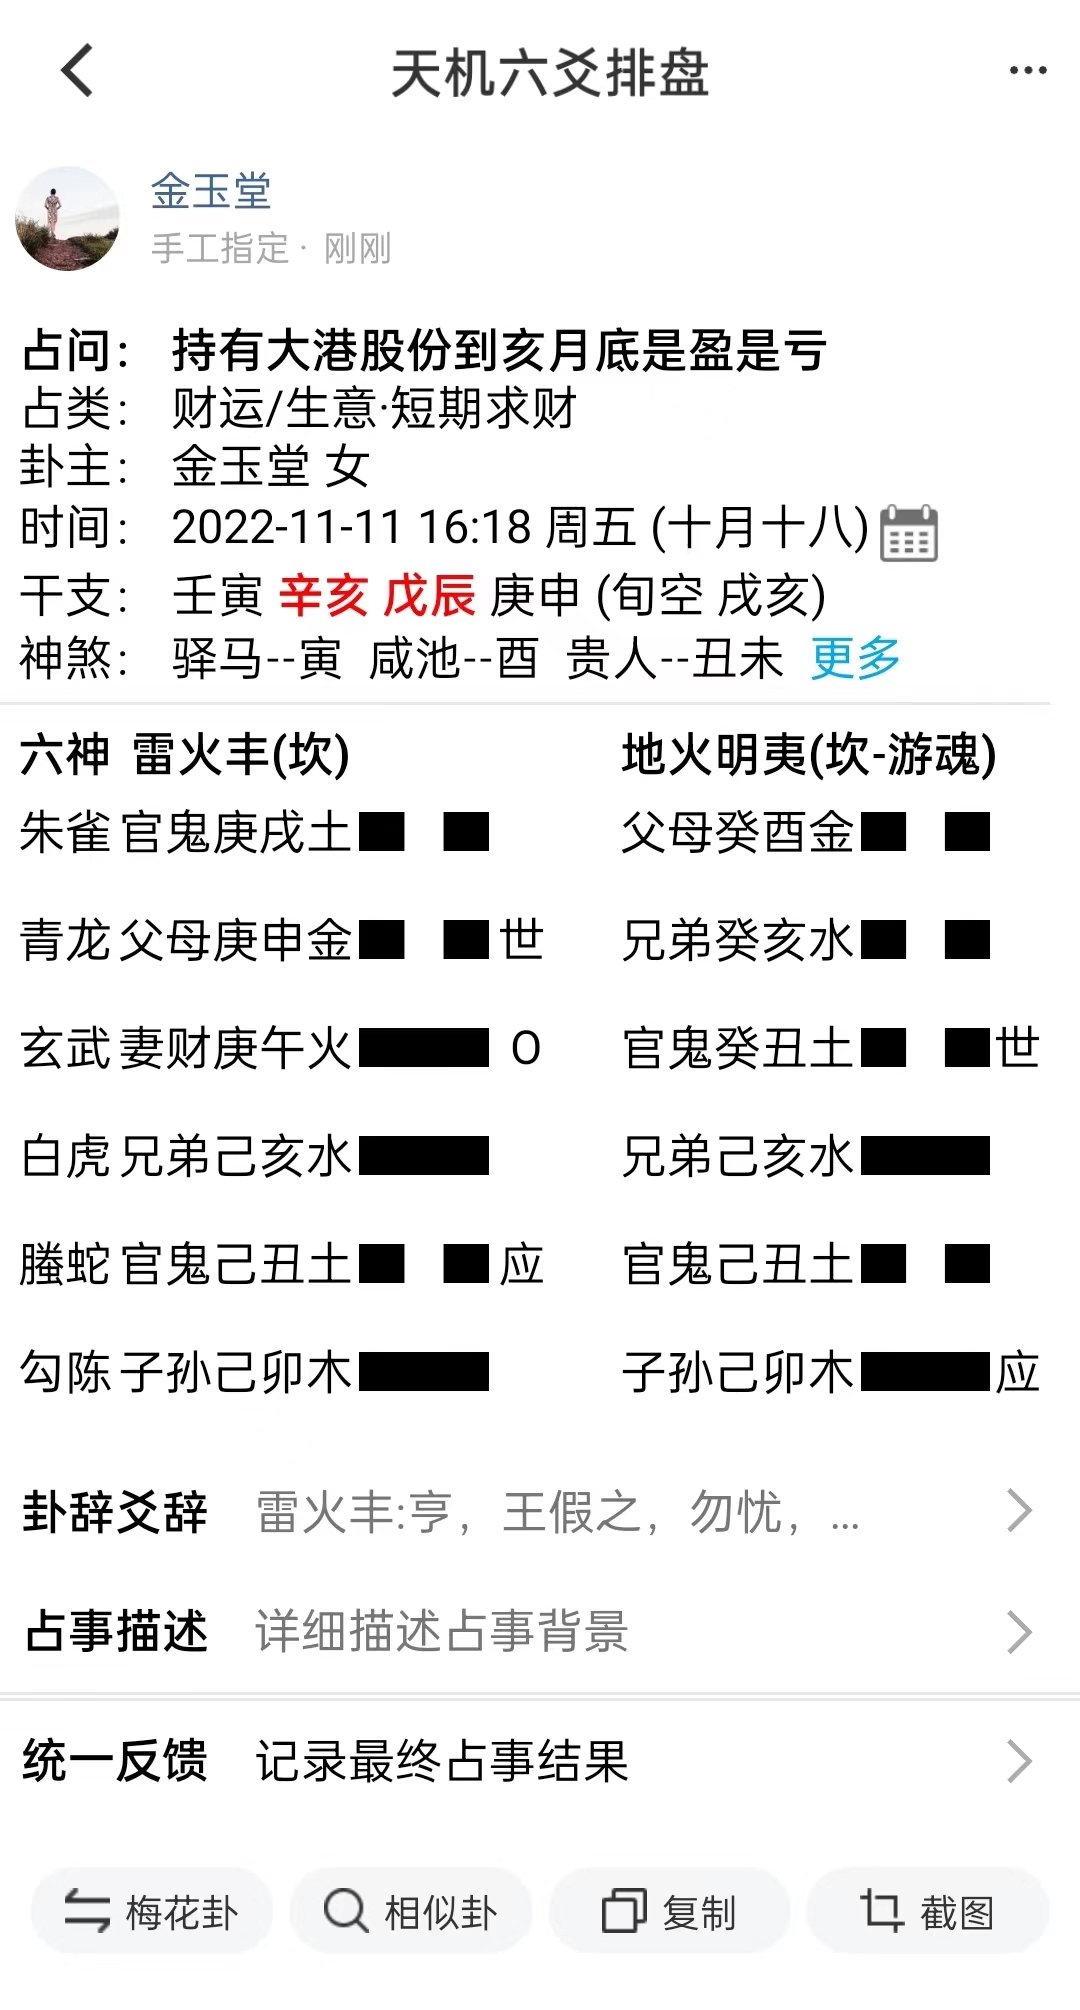 天机六爻排盘
金玉堂
手工指定· 刚刚
占问： 持有大港股份到亥月底是盈是亏
占类： 财运/生意·短期求财
卦主： 金玉堂 女
时间： 2022-11-11 16:18 周五 (十月十八)
干支： 壬寅 辛亥 戊辰 庚申 (旬空 戌亥)
神煞： 驿马--寅 咸池--酉 贵人--丑未 更多
六神 雷火丰(坎) 地火明夷(坎-游魂)
朱雀 官鬼庚戌土 父母癸酉金
青龙 父母庚申金 世 兄弟癸亥水
玄武 妻财庚午火 O 官鬼癸丑土 世
白虎 兄弟己亥水 兄弟己亥水
螣蛇 官鬼己丑土 应 官鬼己丑土
勾陈 子孙己卯木 子孙己卯木 应
卦辞爻辞 雷火丰:亨，王假之，勿忧，...
占事描述 详细描述占事背景
统一反馈 记录最终占事结果
梅花卦 相似卦 复制 截图